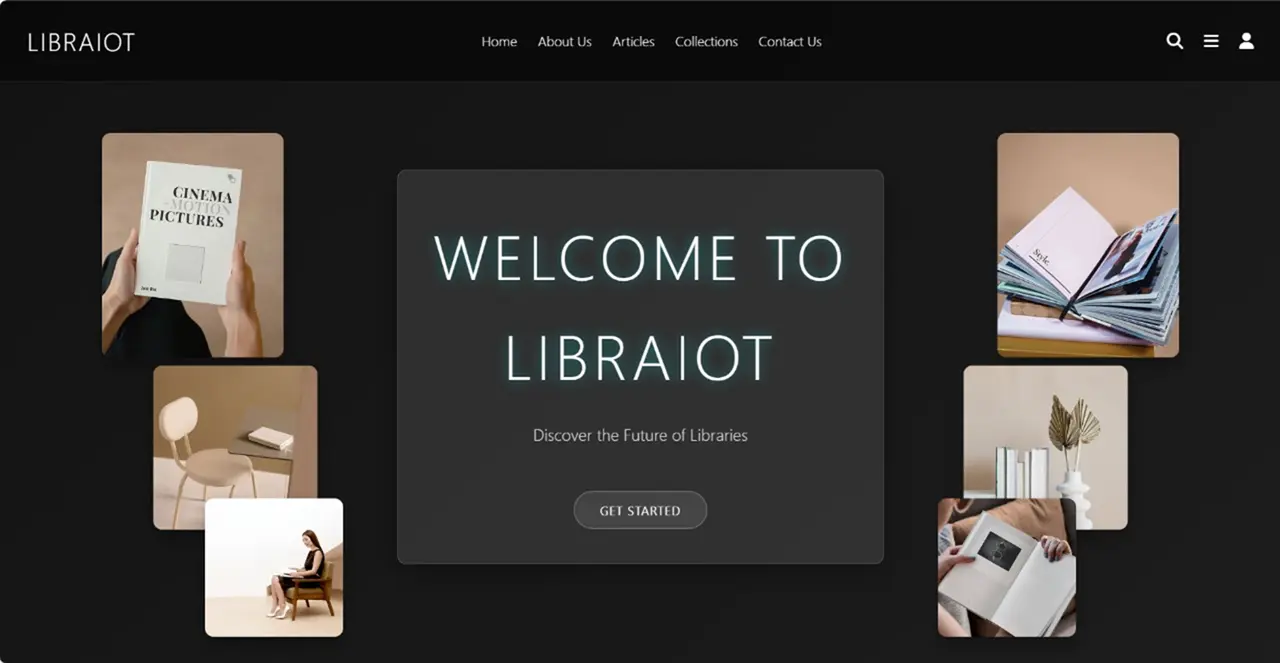 LIBRAIOT
Home
About Us
Articles
Collections
Contact Us
CINEMA
-MOTION
PICTURES
Style.
WELCOME TO
LIBRAIOT
Discover the Future of Libraries
GET STARTED